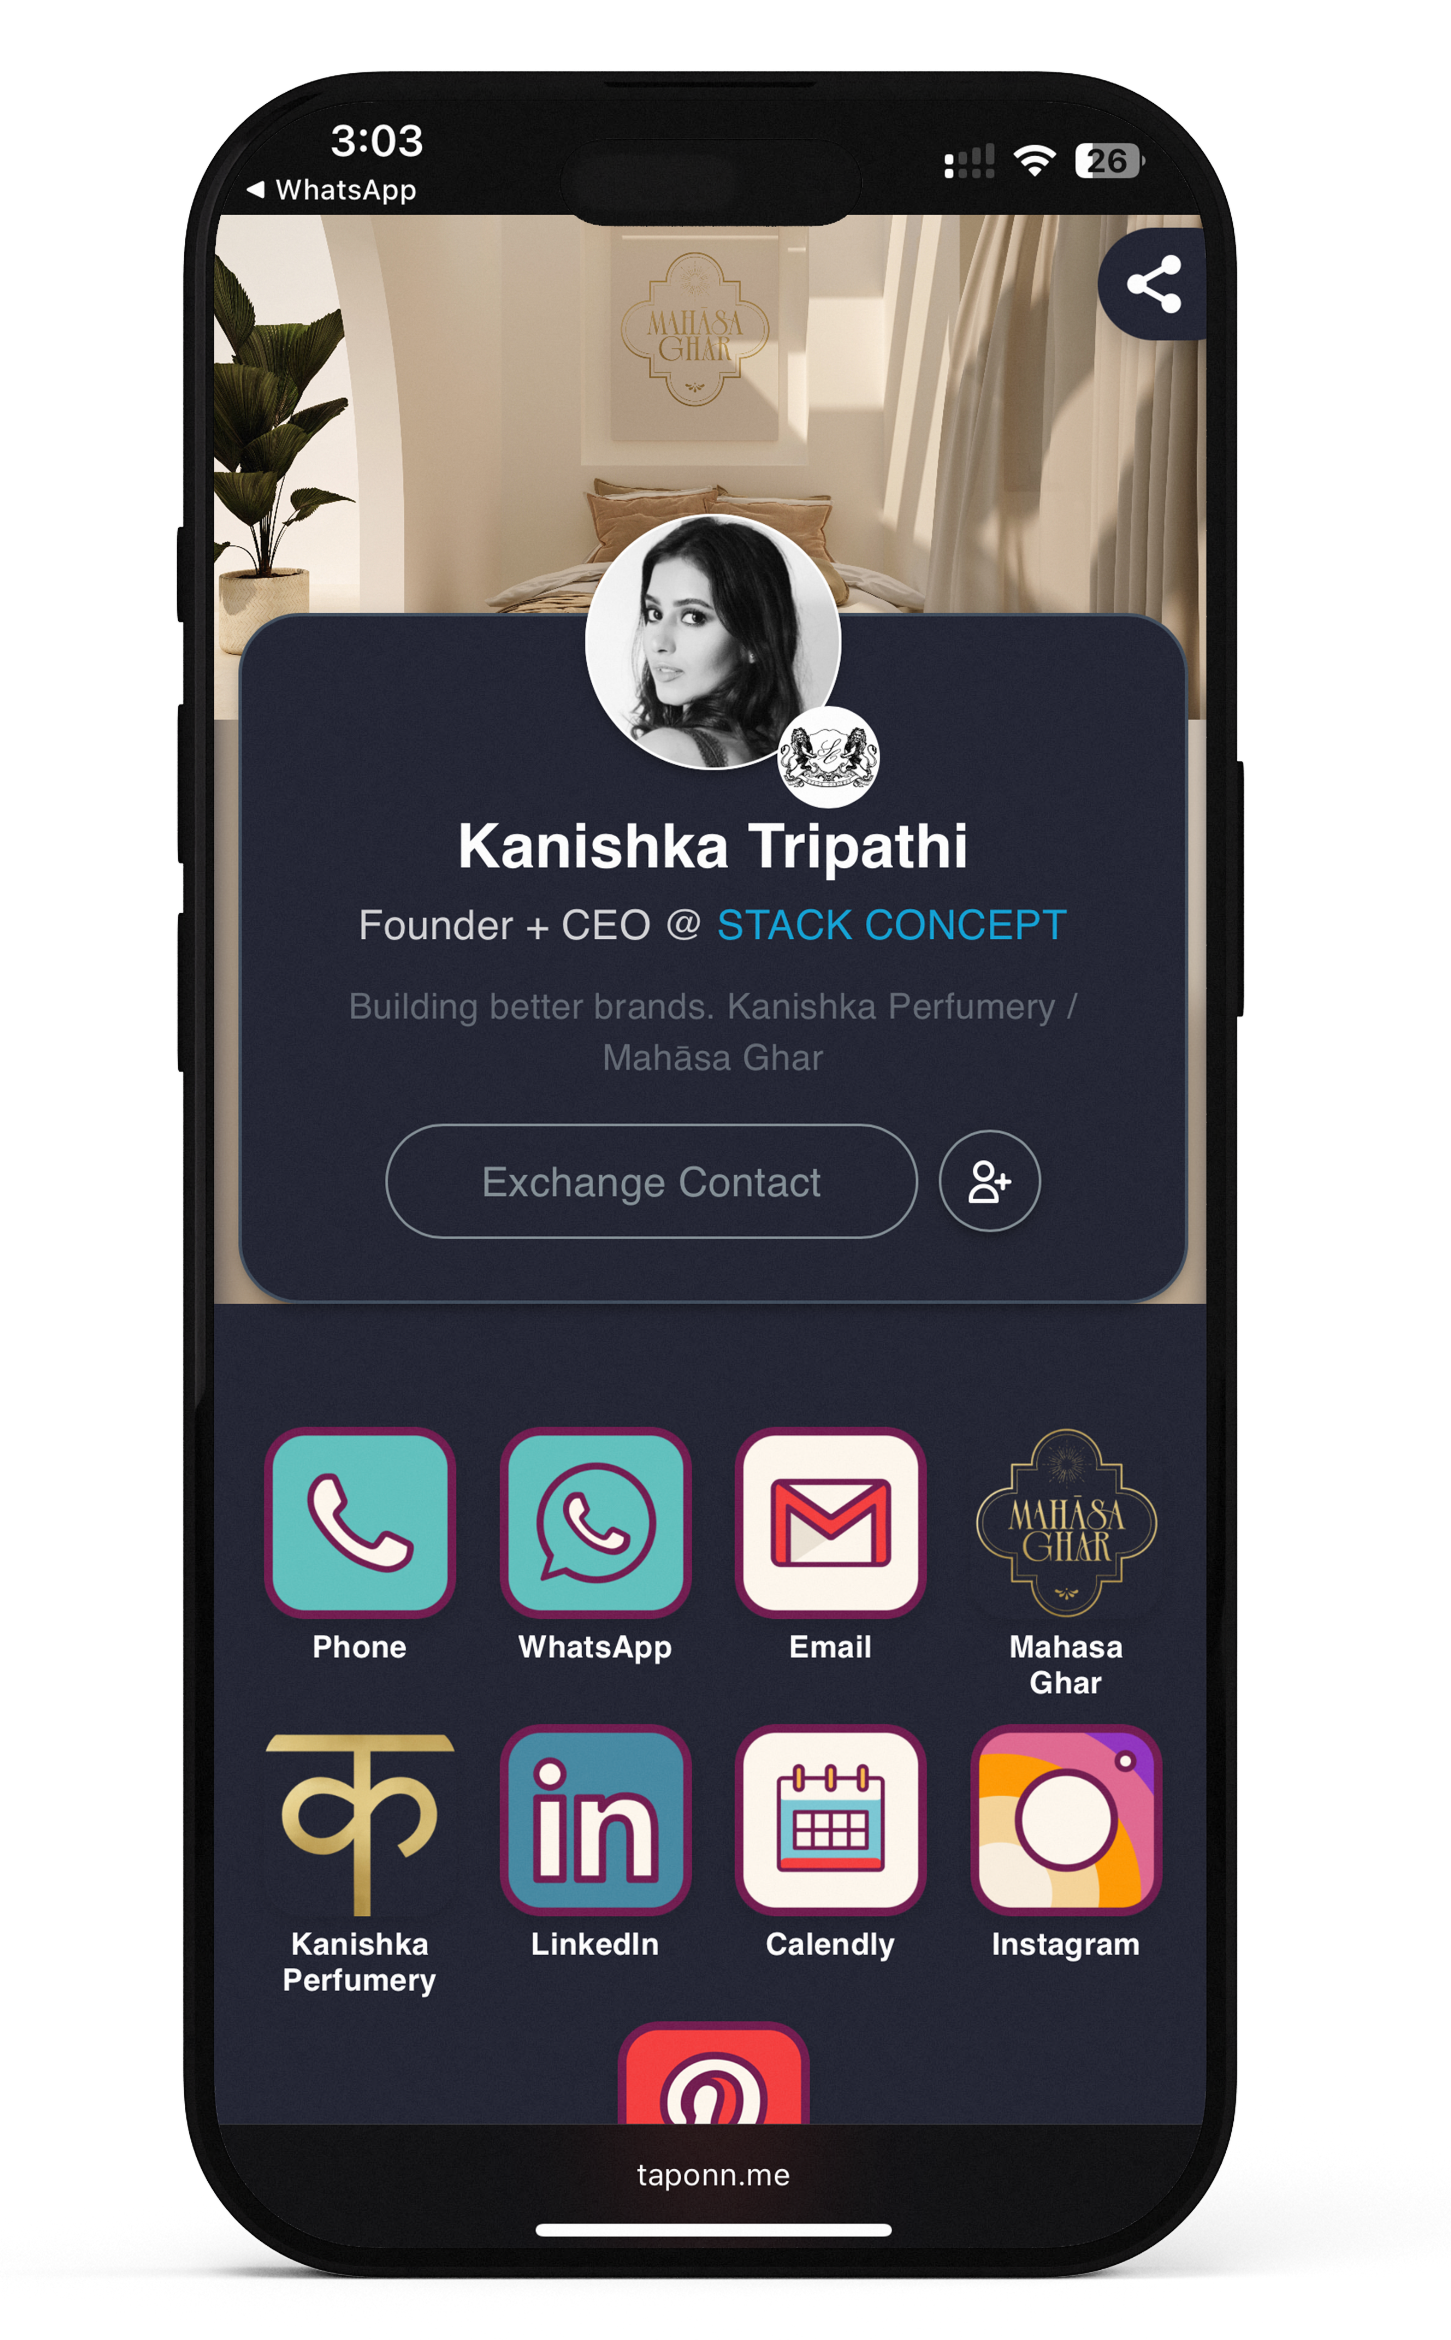 3:03
26
WhatsApp
MAHĀSA
GHAR
Kanishka Tripathi
Founder + CEO @ STACK CONCEPT
Building better brands. Kanishka Perfumery /
Mahāsa Ghar
Exchange Contact
MAHĀSA
GHAR
Phone
WhatsApp
Email
Mahasa
Ghar
क
in
Kanishka
Perfumery
LinkedIn
Calendly
Instagram
taponn.me